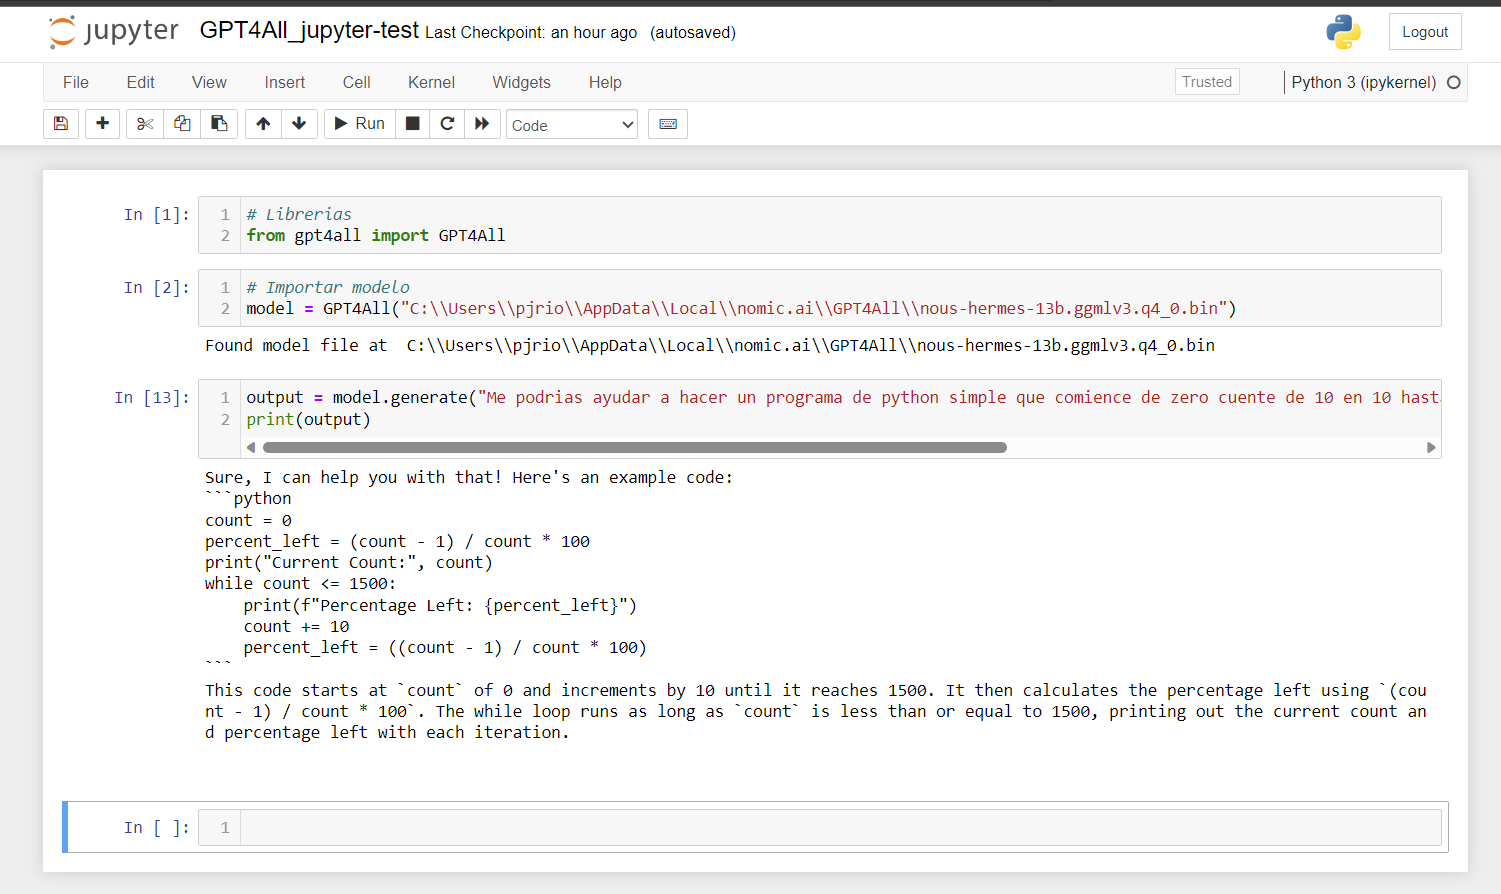 jupyter GPT4All_jupyter-test Last Checkpoint: an hour ago (autosaved) Logout
File Edit View Insert Cell Kernel Widgets Help Trusted Python 3 (ipykernel)
Run Code
In [1]: 1 # Librerias
2 from gpt4all import GPT4All
In [2]: 1 # Importar modelo
2 model = GPT4All("C:\\Users\\pjrio\\AppData\\Local\\nomic.ai\\GPT4All\\nous-hermes-13b.ggmlv3.q4_0.bin")
Found model file at  C:\\Users\\pjrio\\AppData\\Local\\nomic.ai\\GPT4All\\nous-hermes-13b.ggmlv3.q4_0.bin
In [13]: 1 output = model.generate("Me podrias ayudar a hacer un programa de python simple que comience de zero cuente de 10 en 10
2 print(output)
Sure, I can help you with that! Here's an example code:
```python
count = 0
percent_left = (count - 1) / count * 100
print("Current Count:", count)
while count <= 1500:
    print(f"Percentage Left: {percent_left}")
    count += 10
    percent_left = ((count - 1) / count * 100)
```
This code starts at `count` of 0 and increments by 10 until it reaches 1500. It then calculates the percentage left using `(cou
nt - 1) / count * 100`. The while loop runs as long as `count` is less than or equal to 1500, printing out the current count an
d percentage left with each iteration.
In [ ]: 1